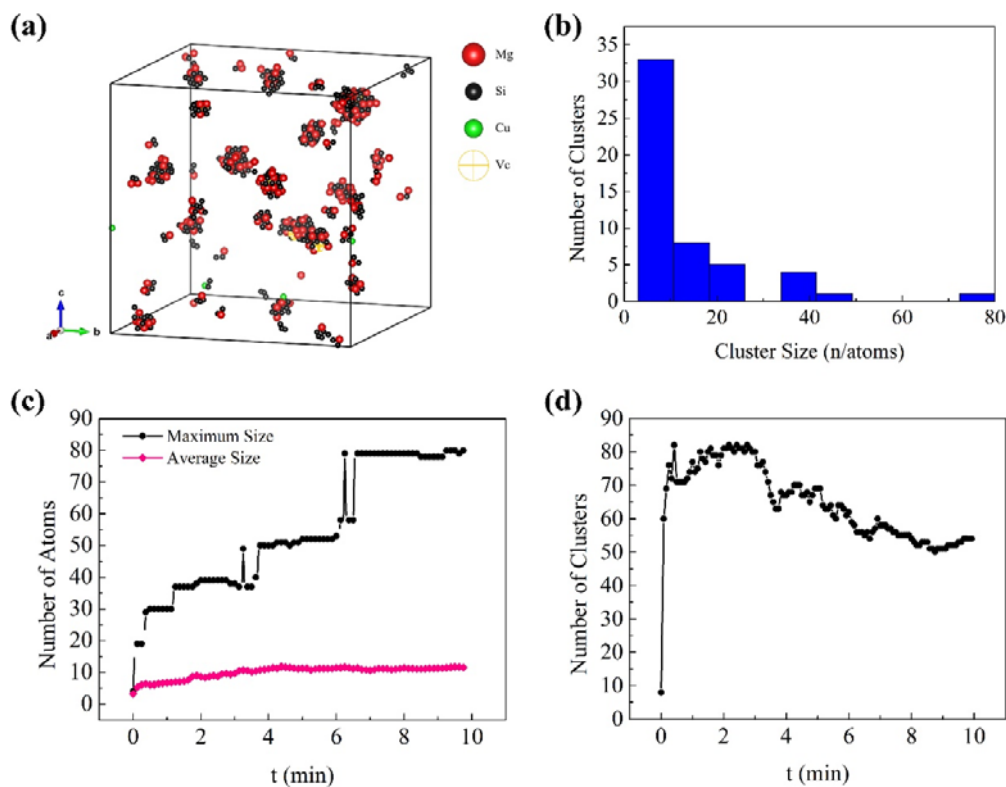 (a)
Mg
Si
Cu
Vc
c
a
b
(b)
35
30
25
20
15
10
5
0
Number of Clusters
0 20 40 60 80
Cluster Size (n/atoms)
(c)
90
80
70
60
50
40
30
20
10
0
Number of Atoms
Maximum Size
Average Size
0 2 4 6 8 10
t (min)
(d)
90
80
70
60
50
40
30
20
10
0
Number of Clusters
0 2 4 6 8 10
t (min)